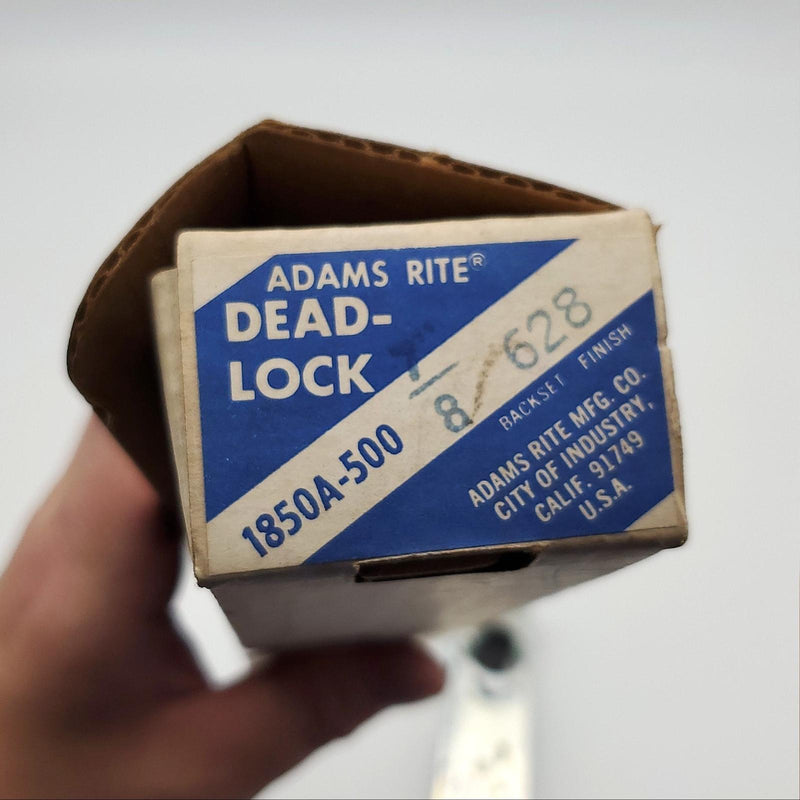 ADAMS RITE®
DEAD-
LOCK
1850A-500
7/8 628
BACKSET FINISH
ADAMS RITE MFG. CO.
CITY OF INDUSTRY,
CALIF. 91749
U.S.A.